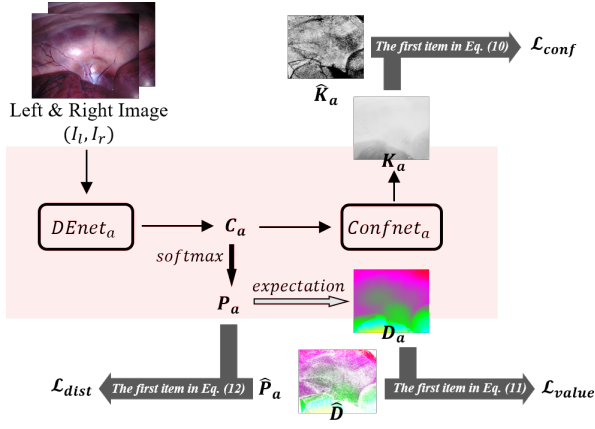 The first item in Eq. (10)
ℒ_conf
K̂_a
Left & Right Image
(I_l, I_r)
K_a
DEnet_a
C_a
Confnet_a
softmax
expectation
P_a
D_a
ℒ_dist
The first item in Eq. (12)
P̂_a
The first item in Eq. (11)
ℒ_value
D̂